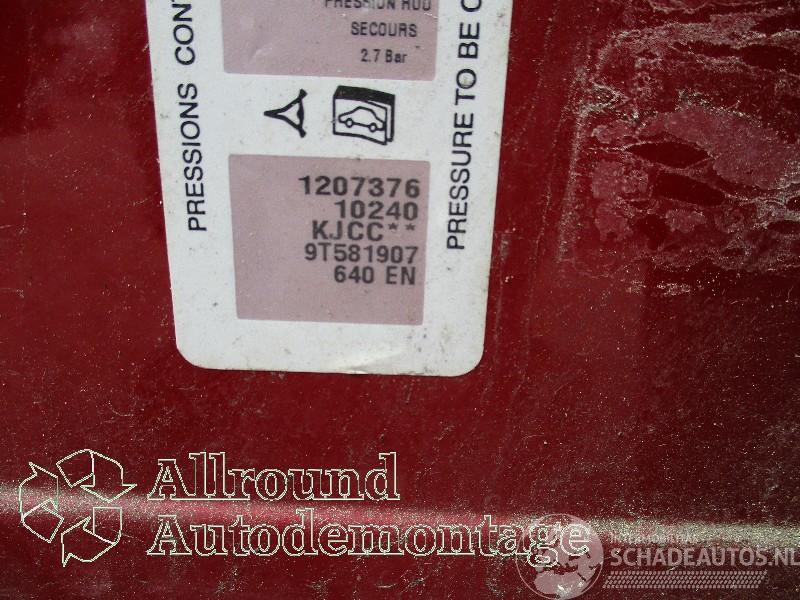 PRESSION ROU
SECOURS
2.7 Bar
PRESSIONS CONT
PRESSURE TO BE C
1207376
10240
KJCC**
9T581907
640 EN
Allround
Autodemontage
INTERMOBILITAS
SCHADEAUTOS.NL